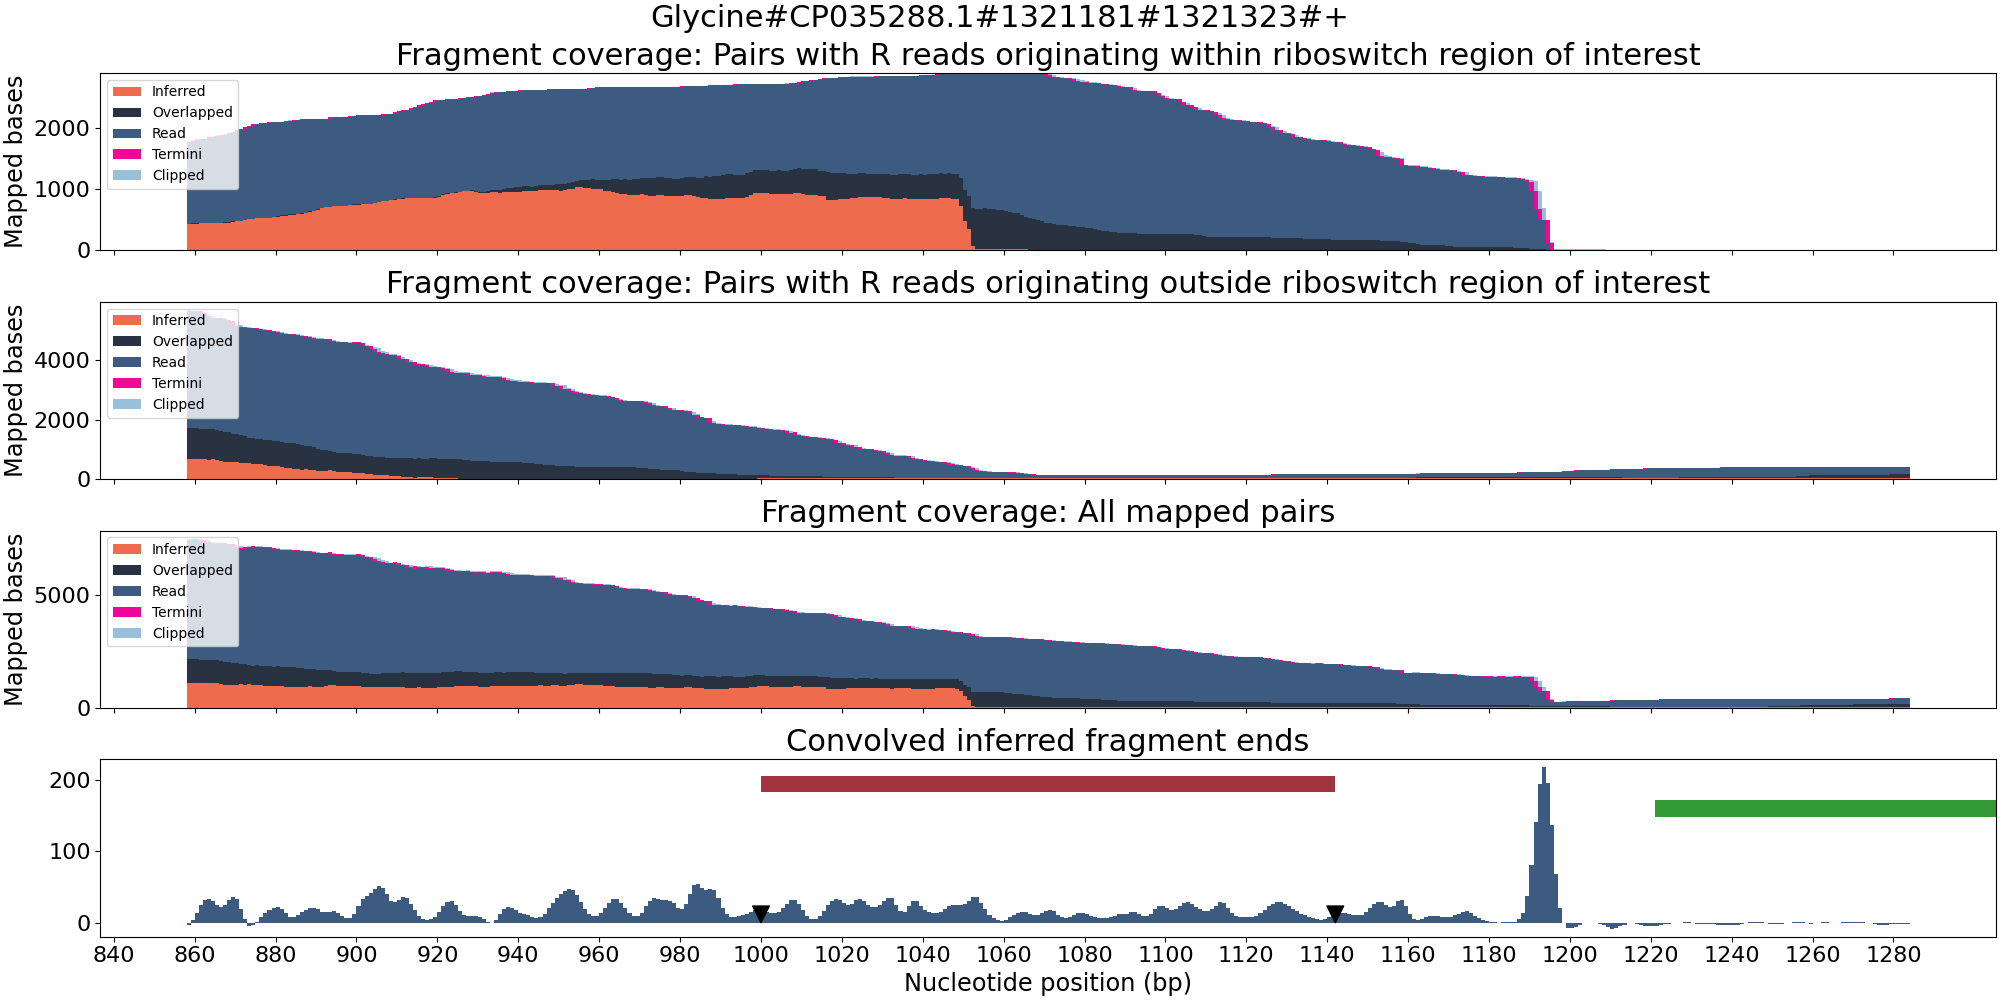 Glycine#CP035288.1#1321181#1321323#+
Fragment coverage: Pairs with R reads originating within riboswitch region of interest
Mapped bases
2000
1000
0
Inferred
Overlapped
Read
Termini
Clipped
Fragment coverage: Pairs with R reads originating outside riboswitch region of interest
Mapped bases
4000
2000
0
Inferred
Overlapped
Read
Termini
Clipped
Fragment coverage: All mapped pairs
Mapped bases
5000
0
Inferred
Overlapped
Read
Termini
Clipped
Convolved inferred fragment ends
200
100
0
840 860 880 900 920 940 960 980 1000 1020 1040 1060 1080 1100 1120 1140 1160 1180 1200 1220 1240 1260 1280
Nucleotide position (bp)